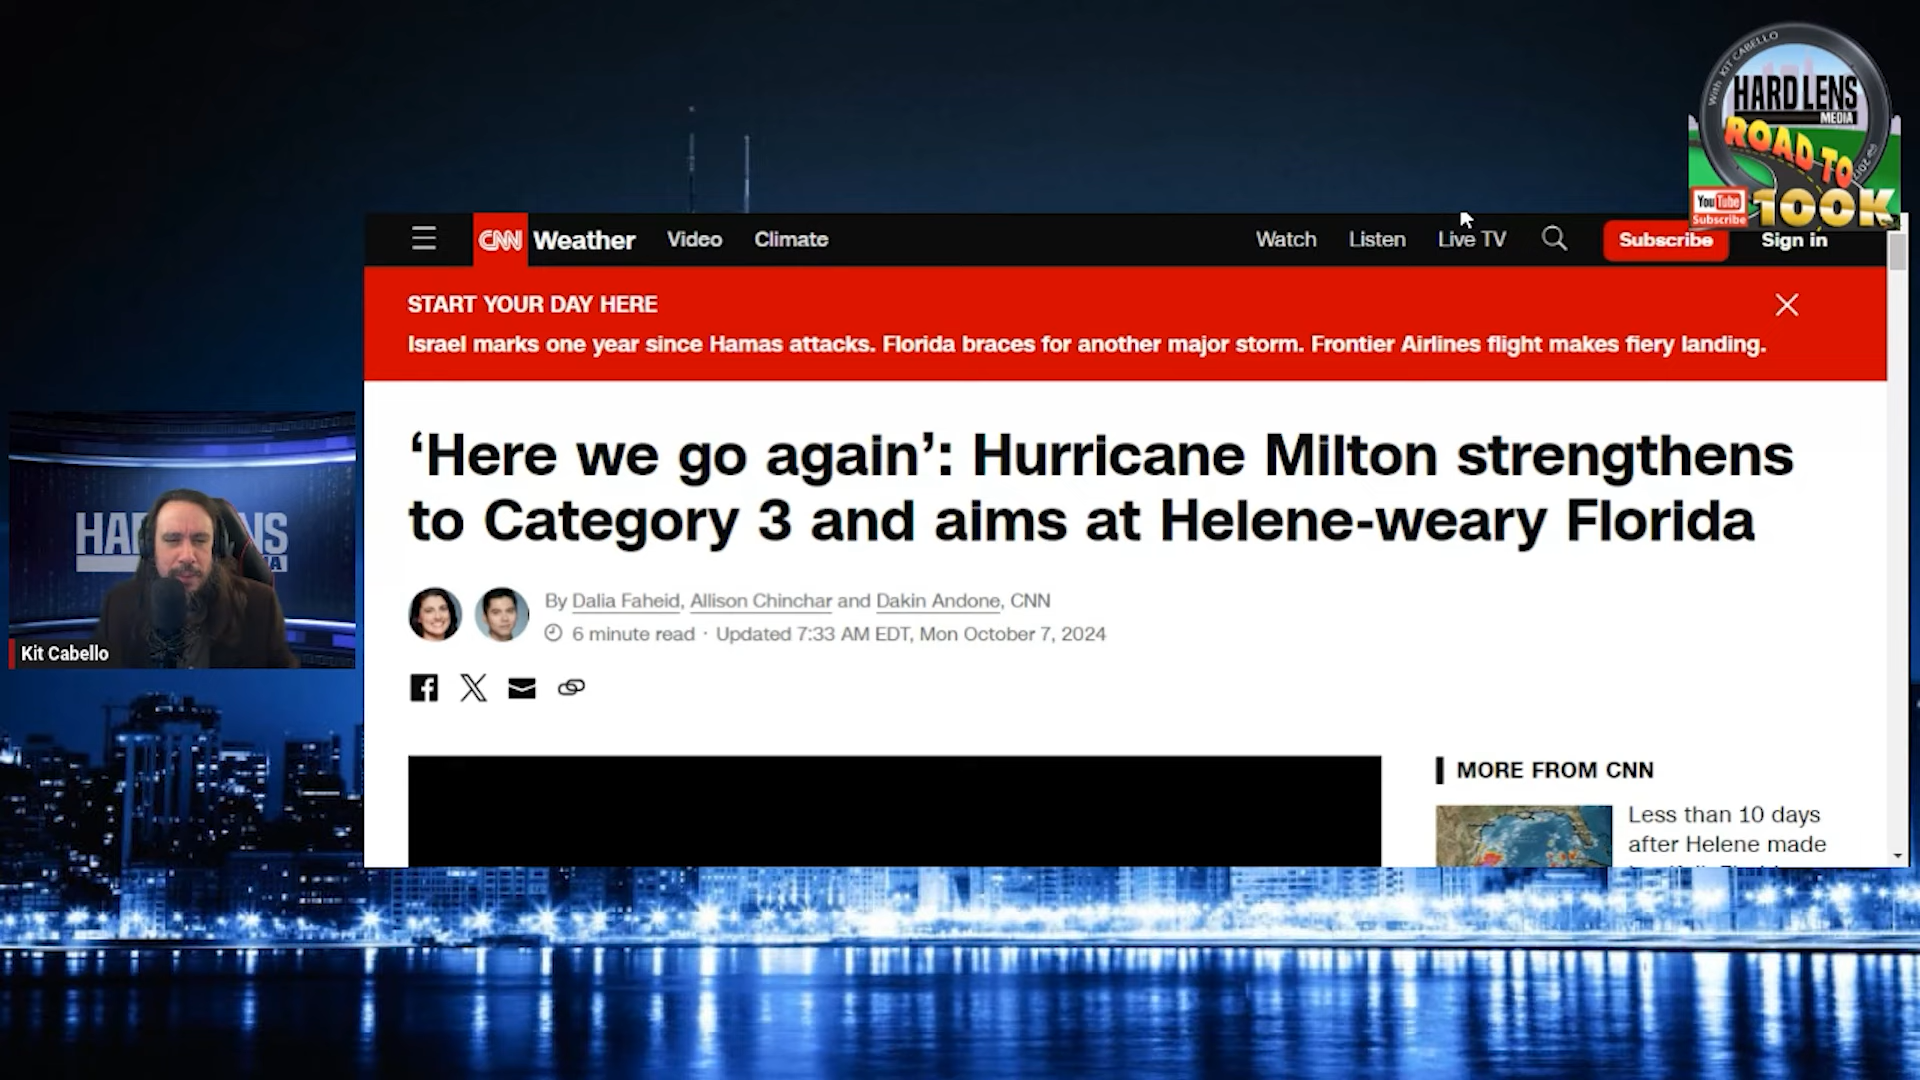 With KIT CABELLO
HARD LENS
MEDIA
ROAD TO
100K
YouTube
Subscribe
CNN Weather Video Climate Watch Listen Live TV Subscribe Sign in
START YOUR DAY HERE
Israel marks one year since Hamas attacks. Florida braces for another major storm. Frontier Airlines flight makes fiery landing.
‘Here we go again’: Hurricane Milton strengthens
to Category 3 and aims at Helene-weary Florida
By Dalia Faheid, Allison Chinchar and Dakin Andone, CNN
6 minute read · Updated 7:33 AM EDT, Mon October 7, 2024
Kit Cabello
MORE FROM CNN
Less than 10 days
after Helene made